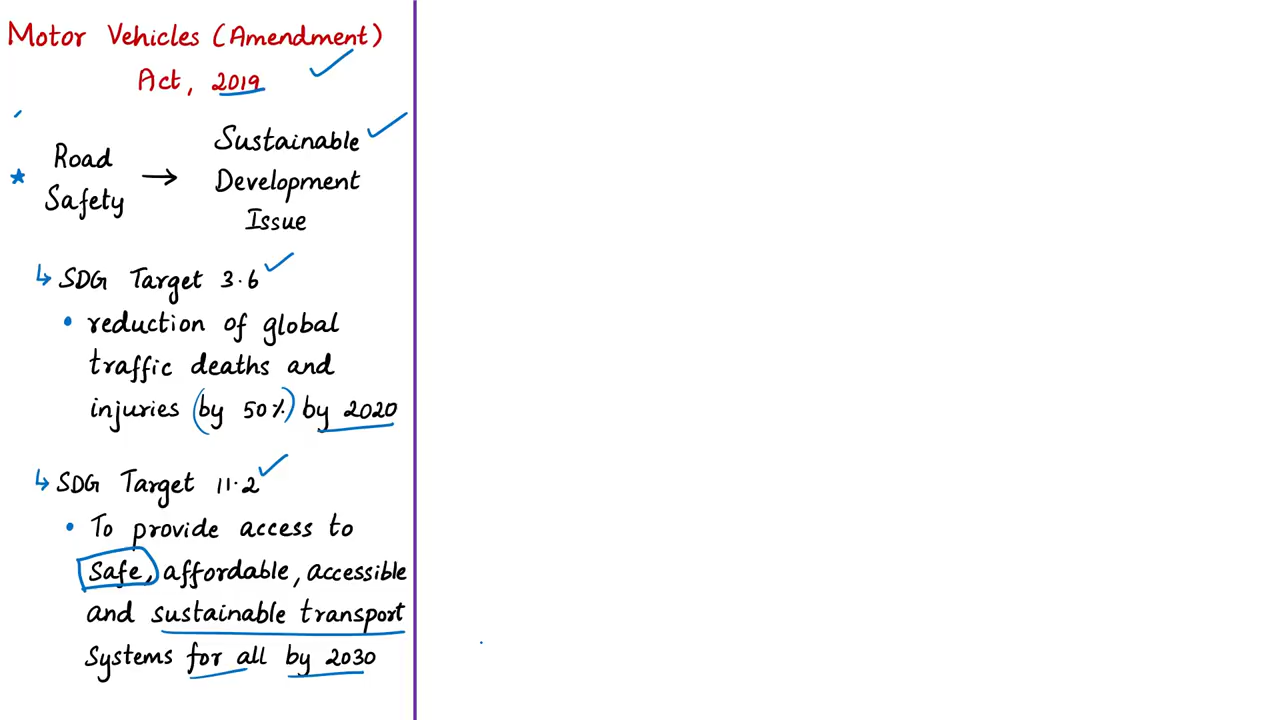 Motor Vehicles (Amendment)
Act, 2019
Road Safety → Sustainable Development Issue
↳ SDG Target 3.6
• reduction of global
traffic deaths and
injuries (by 50%) by 2020
↳ SDG Target 11.2
• To provide access to
Safe, affordable, accessible
and sustainable transport
Systems for all by 2030